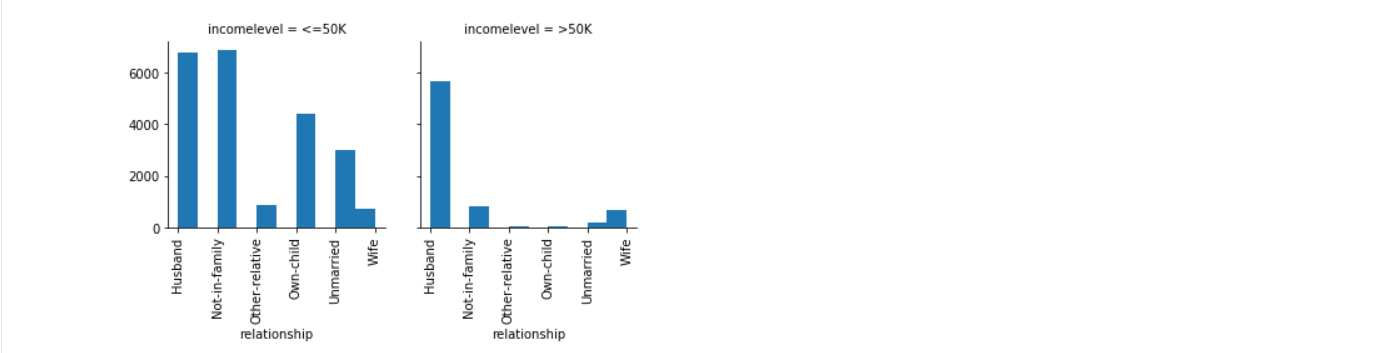 incomelevel = <=50K
incomelevel = >50K
6000
4000
2000
0
Husband
Not-in-family
Other-relative
Own-child
Unmarried
Wife
relationship
Husband
Not-in-family
Other-relative
Own-child
Unmarried
Wife
relationship